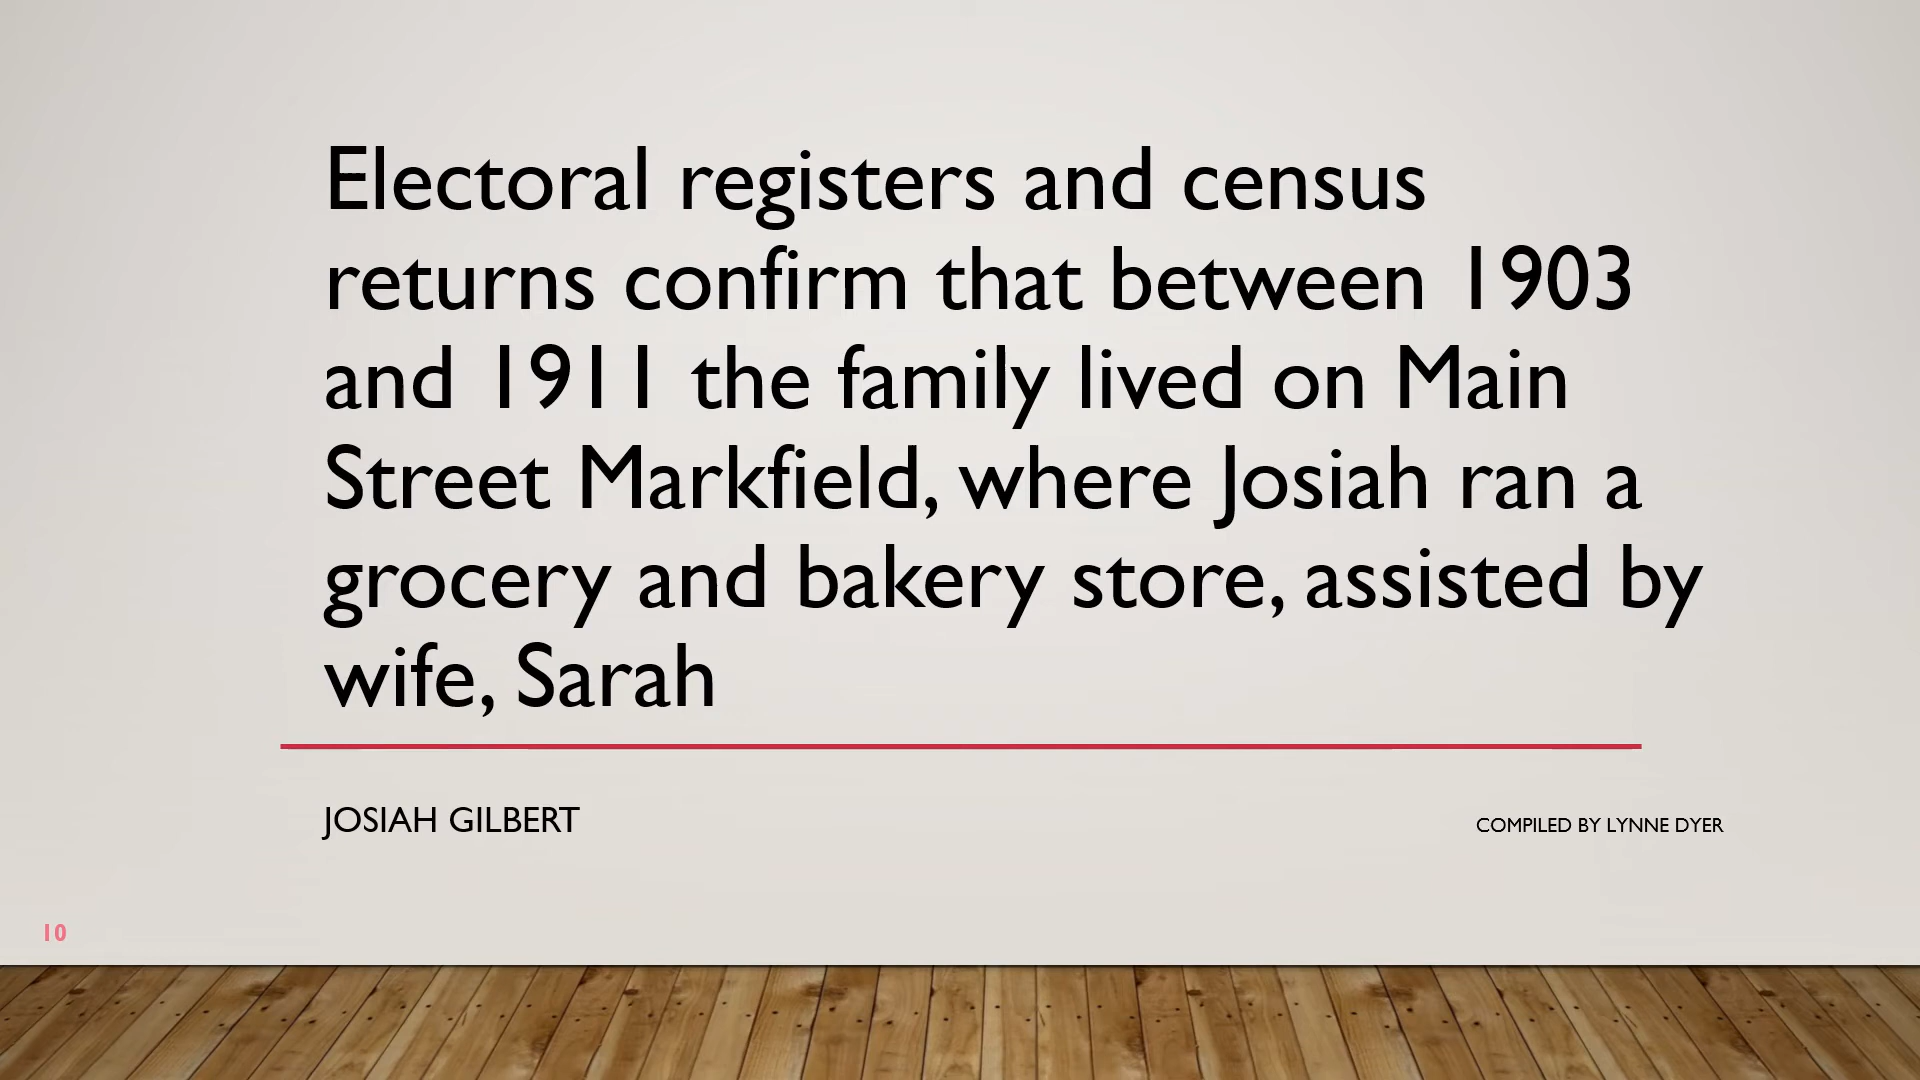 Electoral registers and census
returns confirm that between 1903
and 1911 the family lived on Main
Street Markfield, where Josiah ran a
grocery and bakery store, assisted by
wife, Sarah
JOSIAH GILBERT
COMPILED BY LYNNE DYER
10